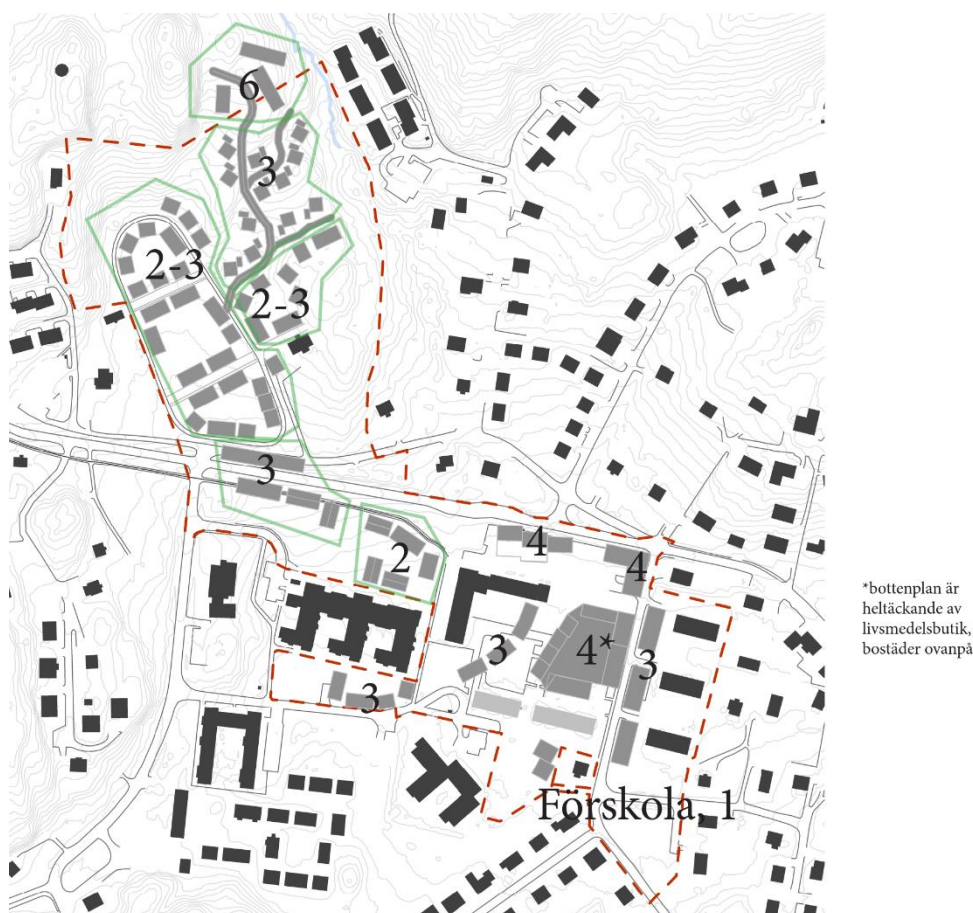 6
3
2-3
2-3
3
4
4
2
3
4*
3
3
Förskola, 1
*bottenplan är
heltäckande av
livsmedelsbutik,
bostäder ovanpå